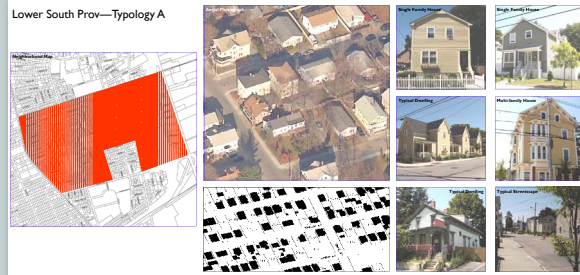 Lower South Prov—Typology A
Neighborhood Map
Aerial Photograph
Single Family House
Single Family House
Typical Dwelling
Multi-family House
Typical Dwelling
Typical Streetscape